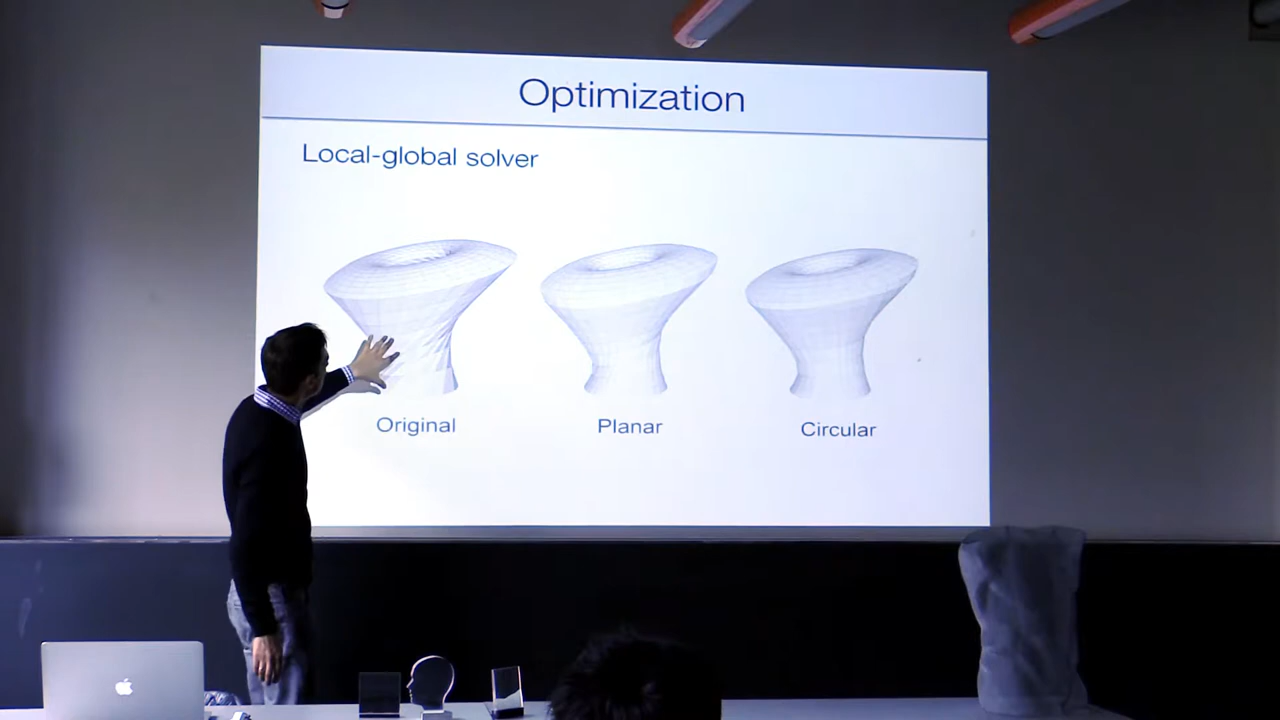 Optimization
Local-global solver
Original
Planar
Circular